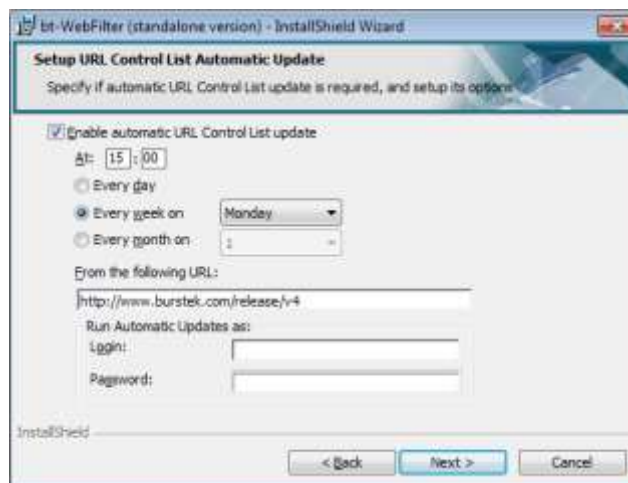 bt-WebFilter (standalone version) - InstallShield Wizard
Setup URL Control List Automatic Update
Specify if automatic URL Control List update is required, and setup its options
Enable automatic URL Control List update
At: 15 : 00
Every day
Every week on Monday
Every month on 1
From the following URL:
http://www.burstek.com/release/v4
Run Automatic Updates as:
Login:
Password:
InstallShield
< Back Next > Cancel